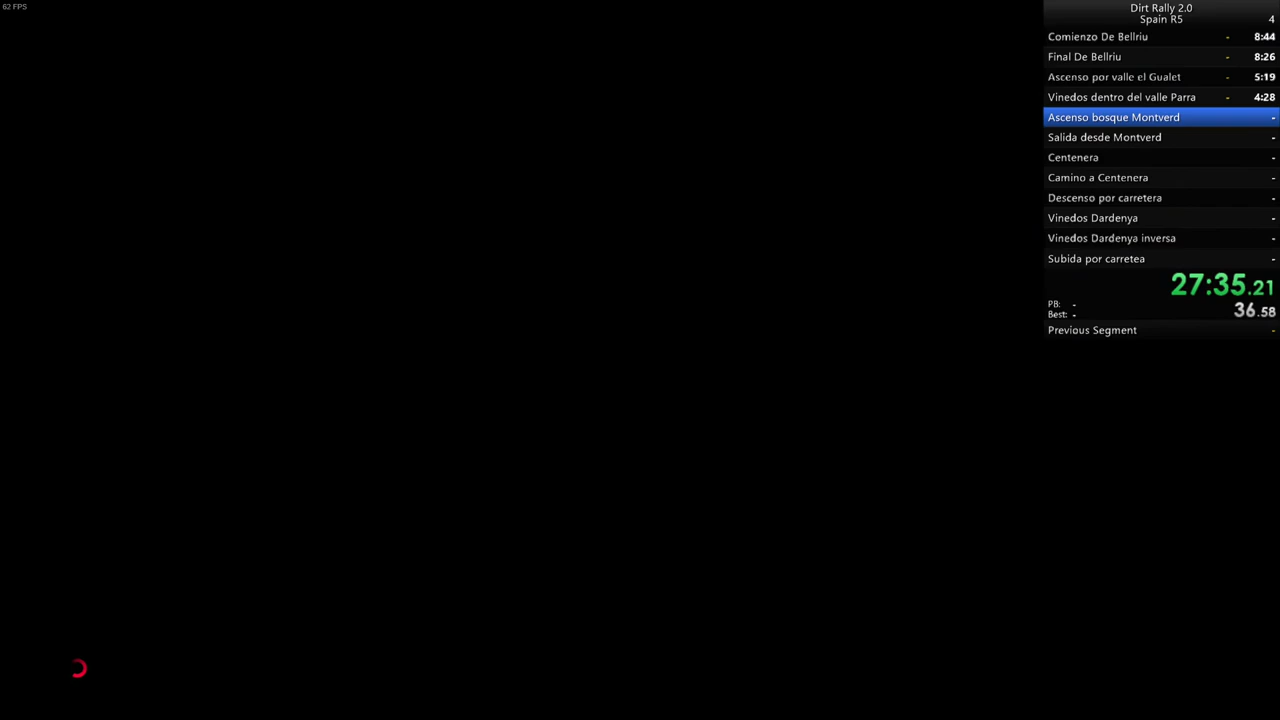 62 FPS
Dirt Rally 2.0
Spain R5 4
Comienzo De Bellriu - 8:44
Final De Bellriu - 8:26
Ascenso por valle el Gualet - 5:19
Vinedos dentro del valle Parra - 4:28
Ascenso bosque Montverd -
Salida desde Montverd -
Centenera -
Camino a Centenera -
Descenso por carretera -
Vinedos Dardenya -
Vinedos Dardenya inversa -
Subida por carretea -
27:35.21
PB: -
Best: - 36.58
Previous Segment -